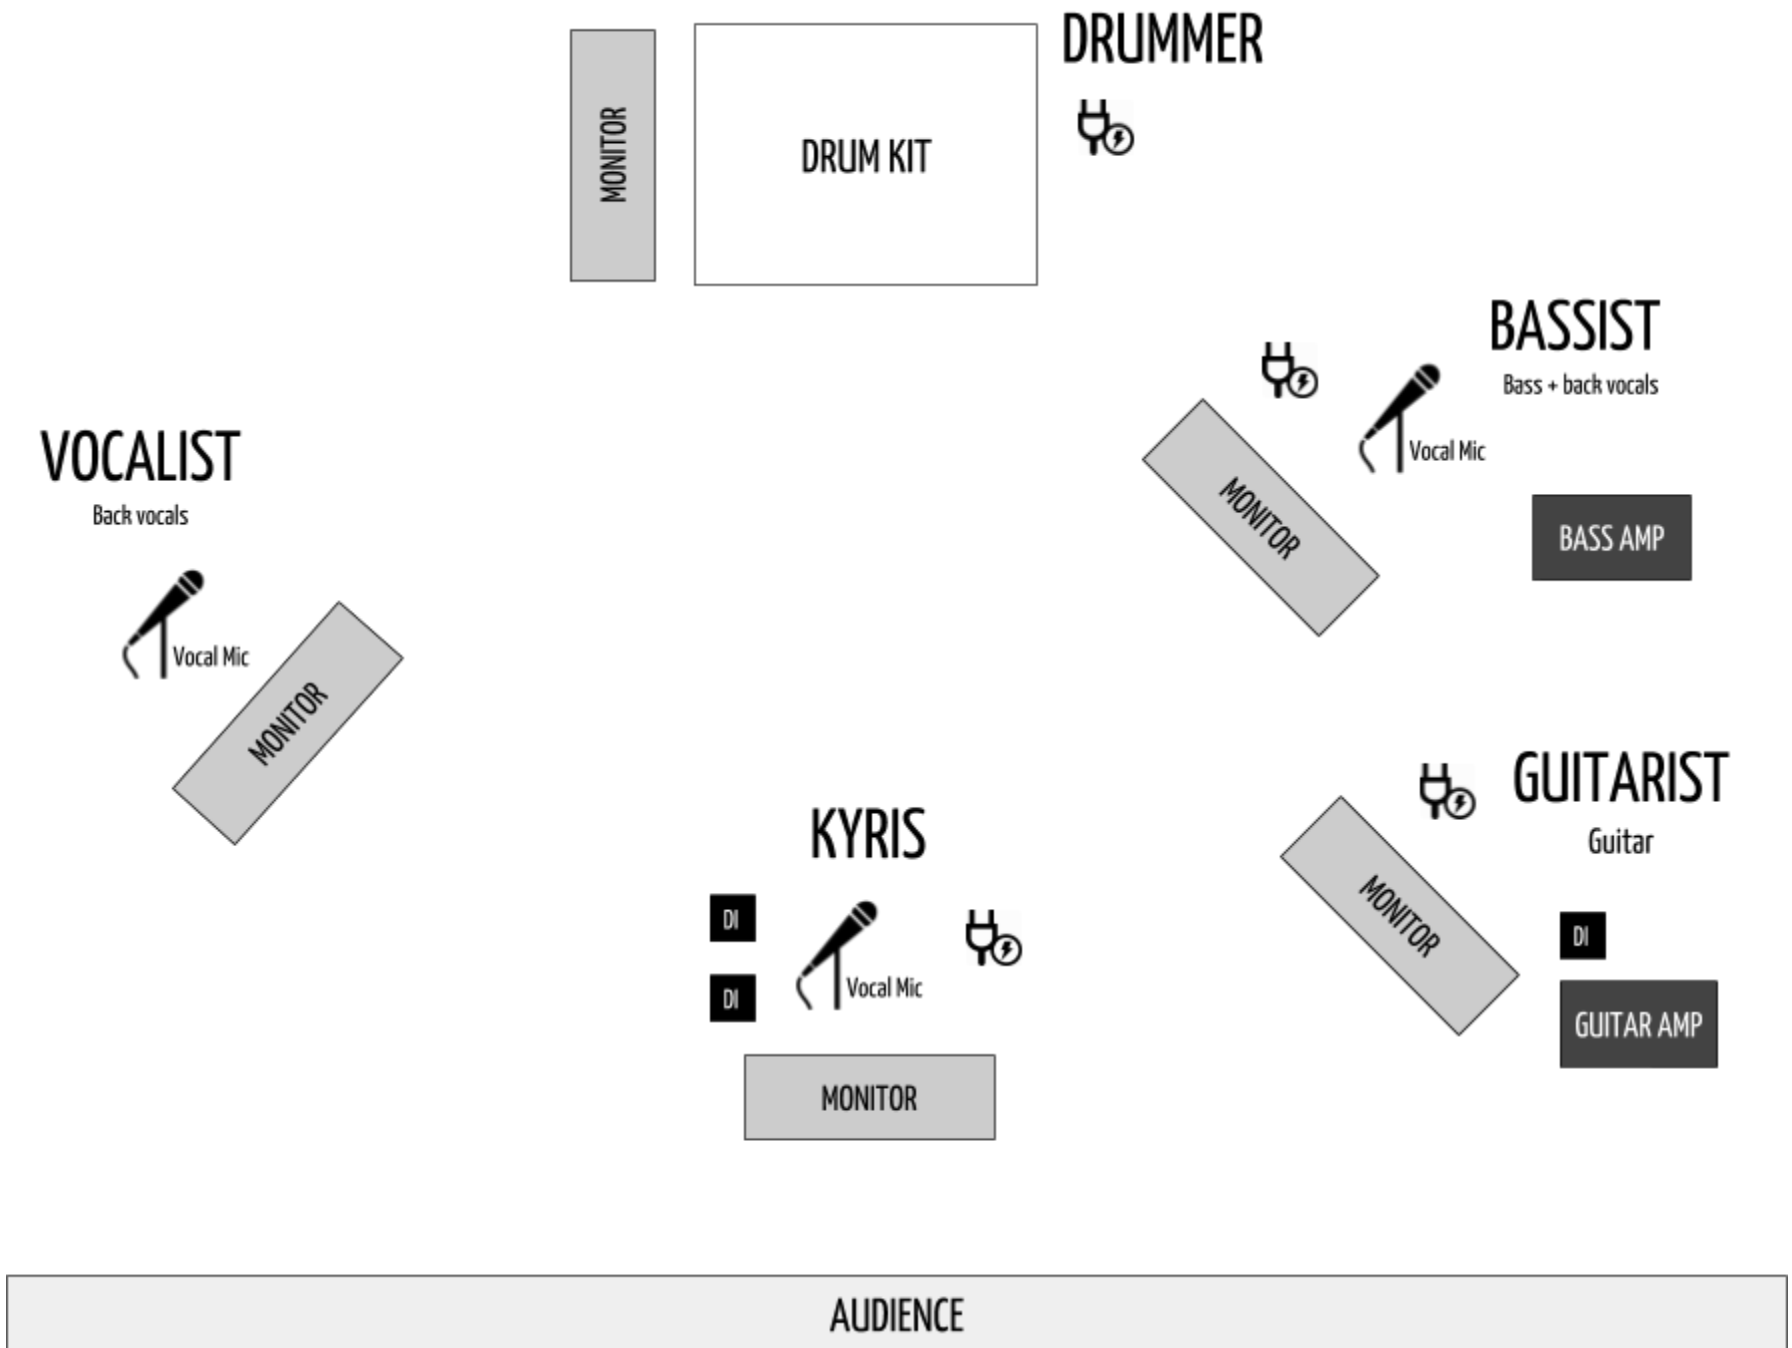 DRUMMER
MONITOR
DRUM KIT
BASSIST
Bass + back vocals
Vocal Mic
MONITOR
BASS AMP
VOCALIST
Back vocals
Vocal Mic
MONITOR
GUITARIST
Guitar
MONITOR
DI
GUITAR AMP
KYRIS
DI
DI
Vocal Mic
MONITOR
AUDIENCE